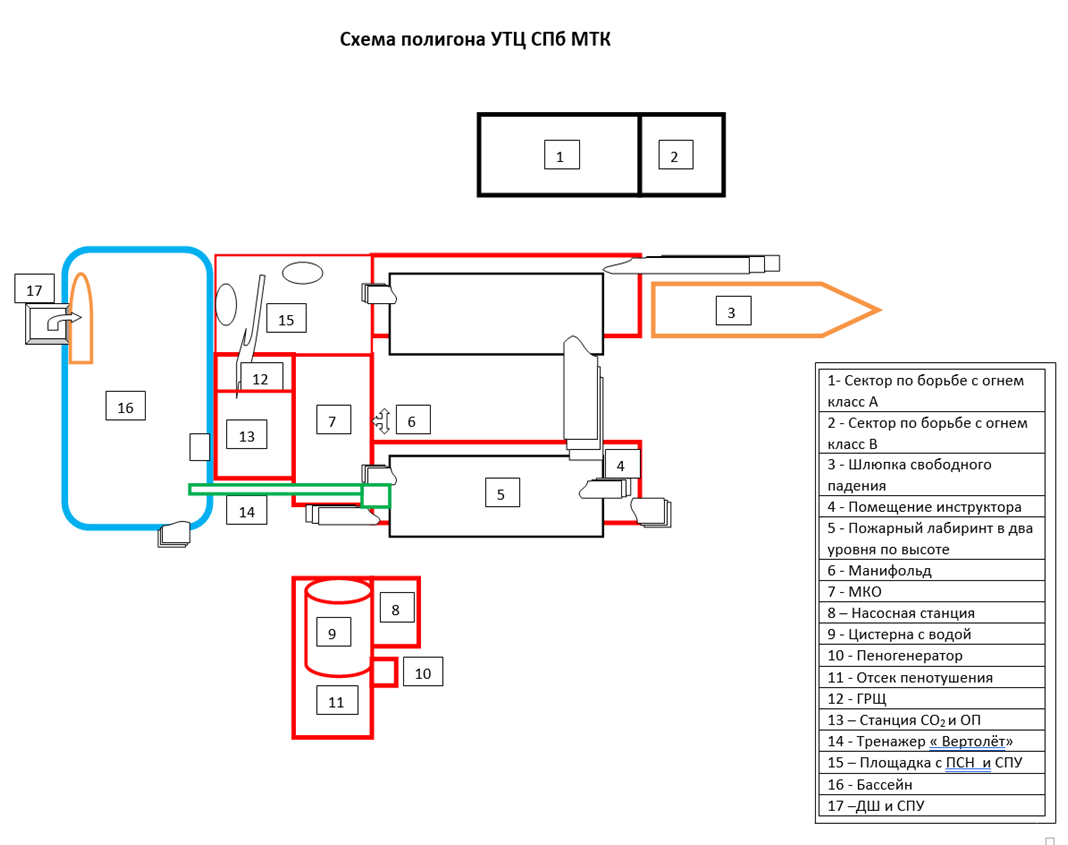 Схема полигона УТЦ СПб МТК
1
2
17
15
3
12
16
13
7
6
4
5
14
8
9
10
11
1- Сектор по борьбе с огнем
класс А
2 - Сектор по борьбе с огнем
класс В
3 - Шлюпка свободного
падения
4 - Помещение инструктора
5 - Пожарный лабиринт в два
уровня по высоте
6 - Манифольд
7 - МКО
8 – Насосная станция
9 - Цистерна с водой
10 - Пеногенератор
11 - Отсек пенотушения
12 - ГРЩ
13 – Станция СО2 и ОП
14 - Тренажер « Вертолёт»
15 – Площадка с ПСН и СПУ
16 - Бассейн
17 –ДШ и СПУ